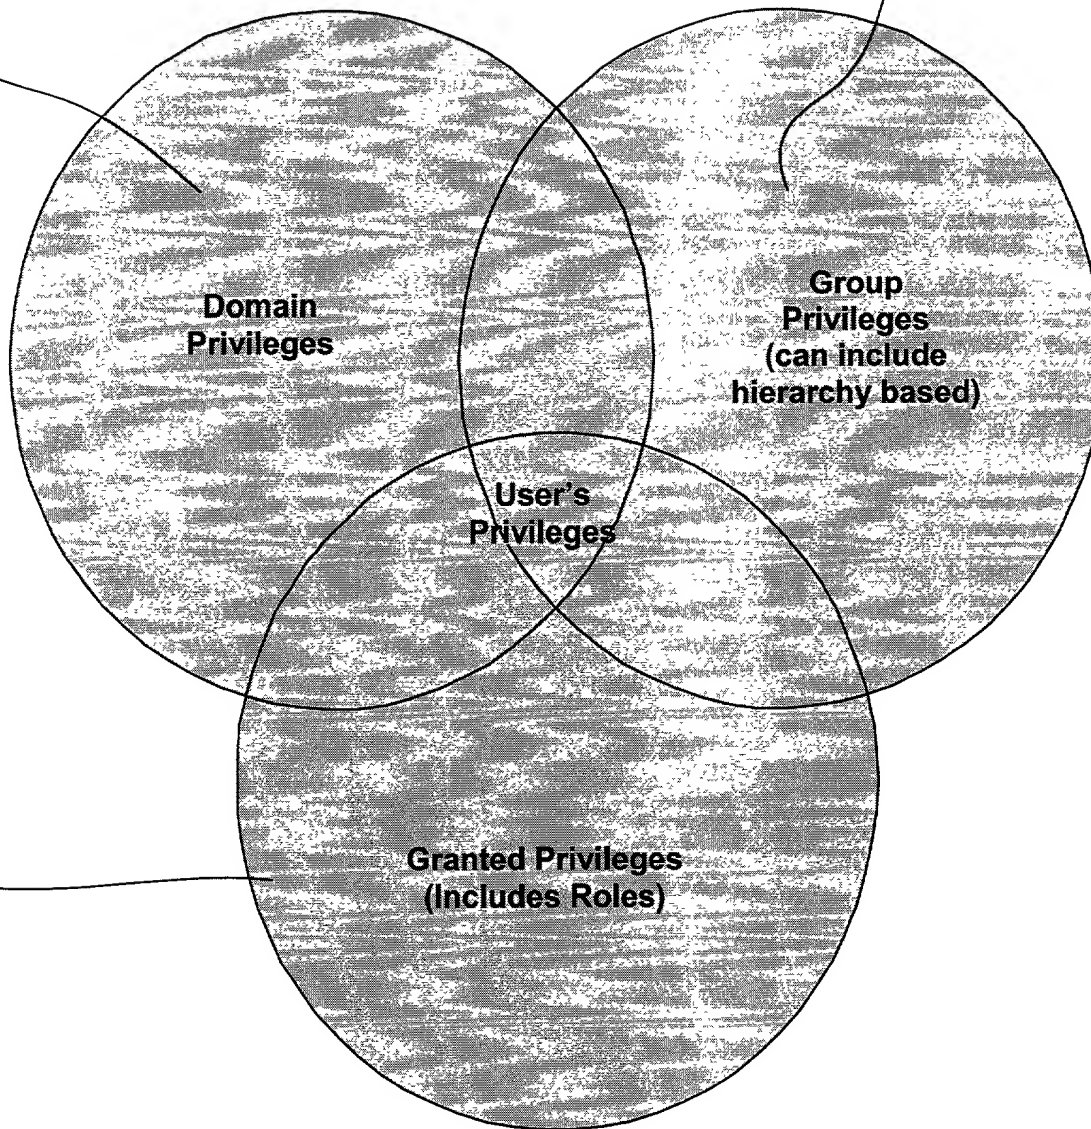 Domain
Privileges
Group
Privileges
(can include
hierarchy based)
User's
Privileges
Granted Privileges
(Includes Roles)